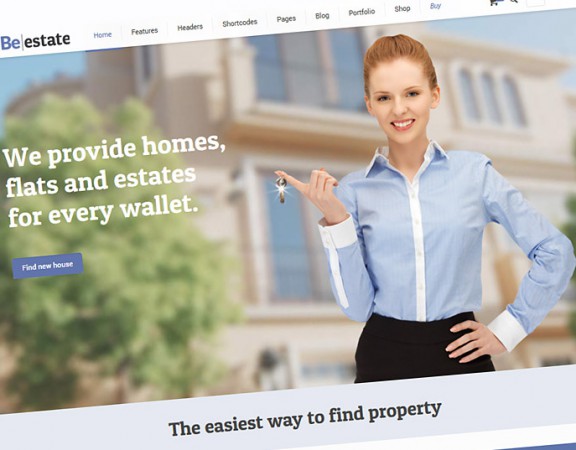 Be|estate
Home Features Headers Shortcodes Pages Blog Portfolio Shop Buy
We provide homes,
flats and estates
for every wallet.
Find new house
The easiest way to find property